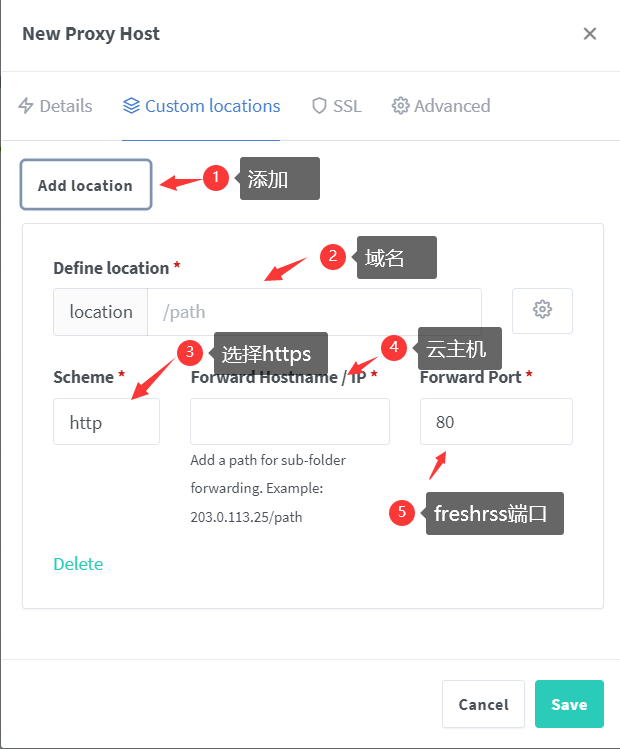 New Proxy Host
Details Custom locations SSL Advanced
Add location
1 添加
2 域名
Define location *
location /path
3 选择https
4 云主机
Scheme * Forward Hostname / IP * Forward Port *
http 80
Add a path for sub-folder
forwarding. Example:
203.0.113.25/path
5 freshrss端口
Delete
Cancel Save